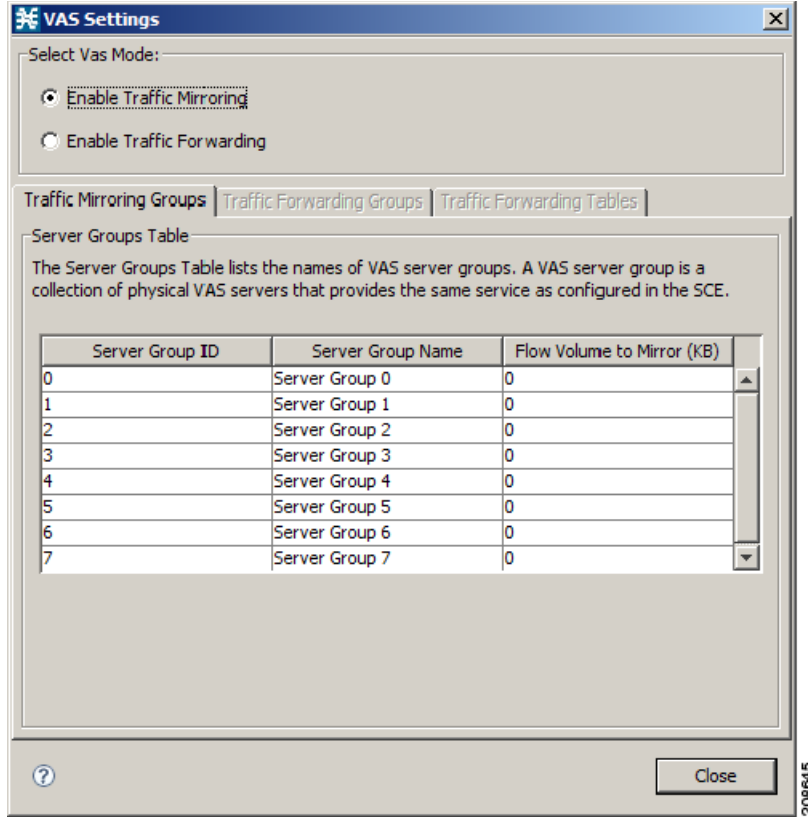 VAS Settings
Select Vas Mode:
Enable Traffic Mirroring
Enable Traffic Forwarding
Traffic Mirroring Groups Traffic Forwarding Groups Traffic Forwarding Tables
Server Groups Table
The Server Groups Table lists the names of VAS server groups. A VAS server group is a
collection of physical VAS servers that provides the same service as configured in the SCE.
Server Group ID Server Group Name Flow Volume to Mirror (KB)
0 Server Group 0 0
1 Server Group 1 0
2 Server Group 2 0
3 Server Group 3 0
4 Server Group 4 0
5 Server Group 5 0
6 Server Group 6 0
7 Server Group 7 0
? Close